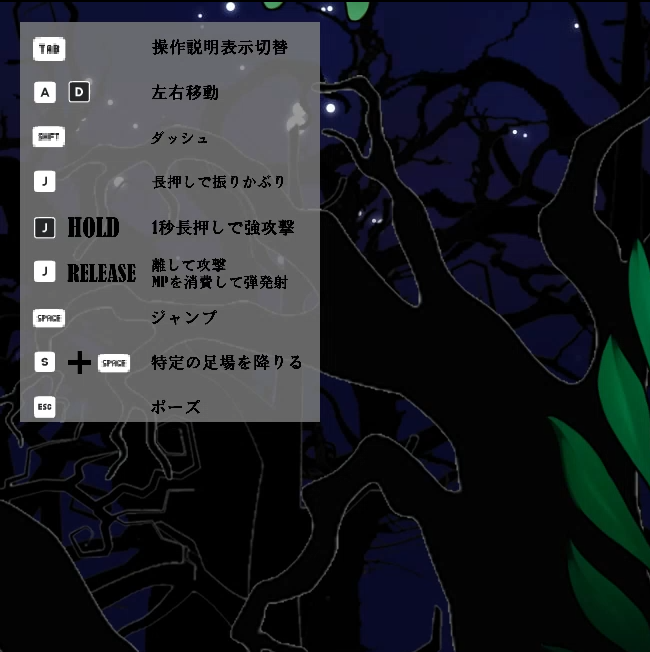 TAB 操作説明表示切替
A D 左右移動
SHIFT ダッシュ
J 長押しで振りかぶり
J HOLD 1秒長押しで強攻撃
J RELEASE 離して攻撃
MPを消費して弾発射
SPACE ジャンプ
S + SPACE 特定の足場を降りる
ESC ポーズ